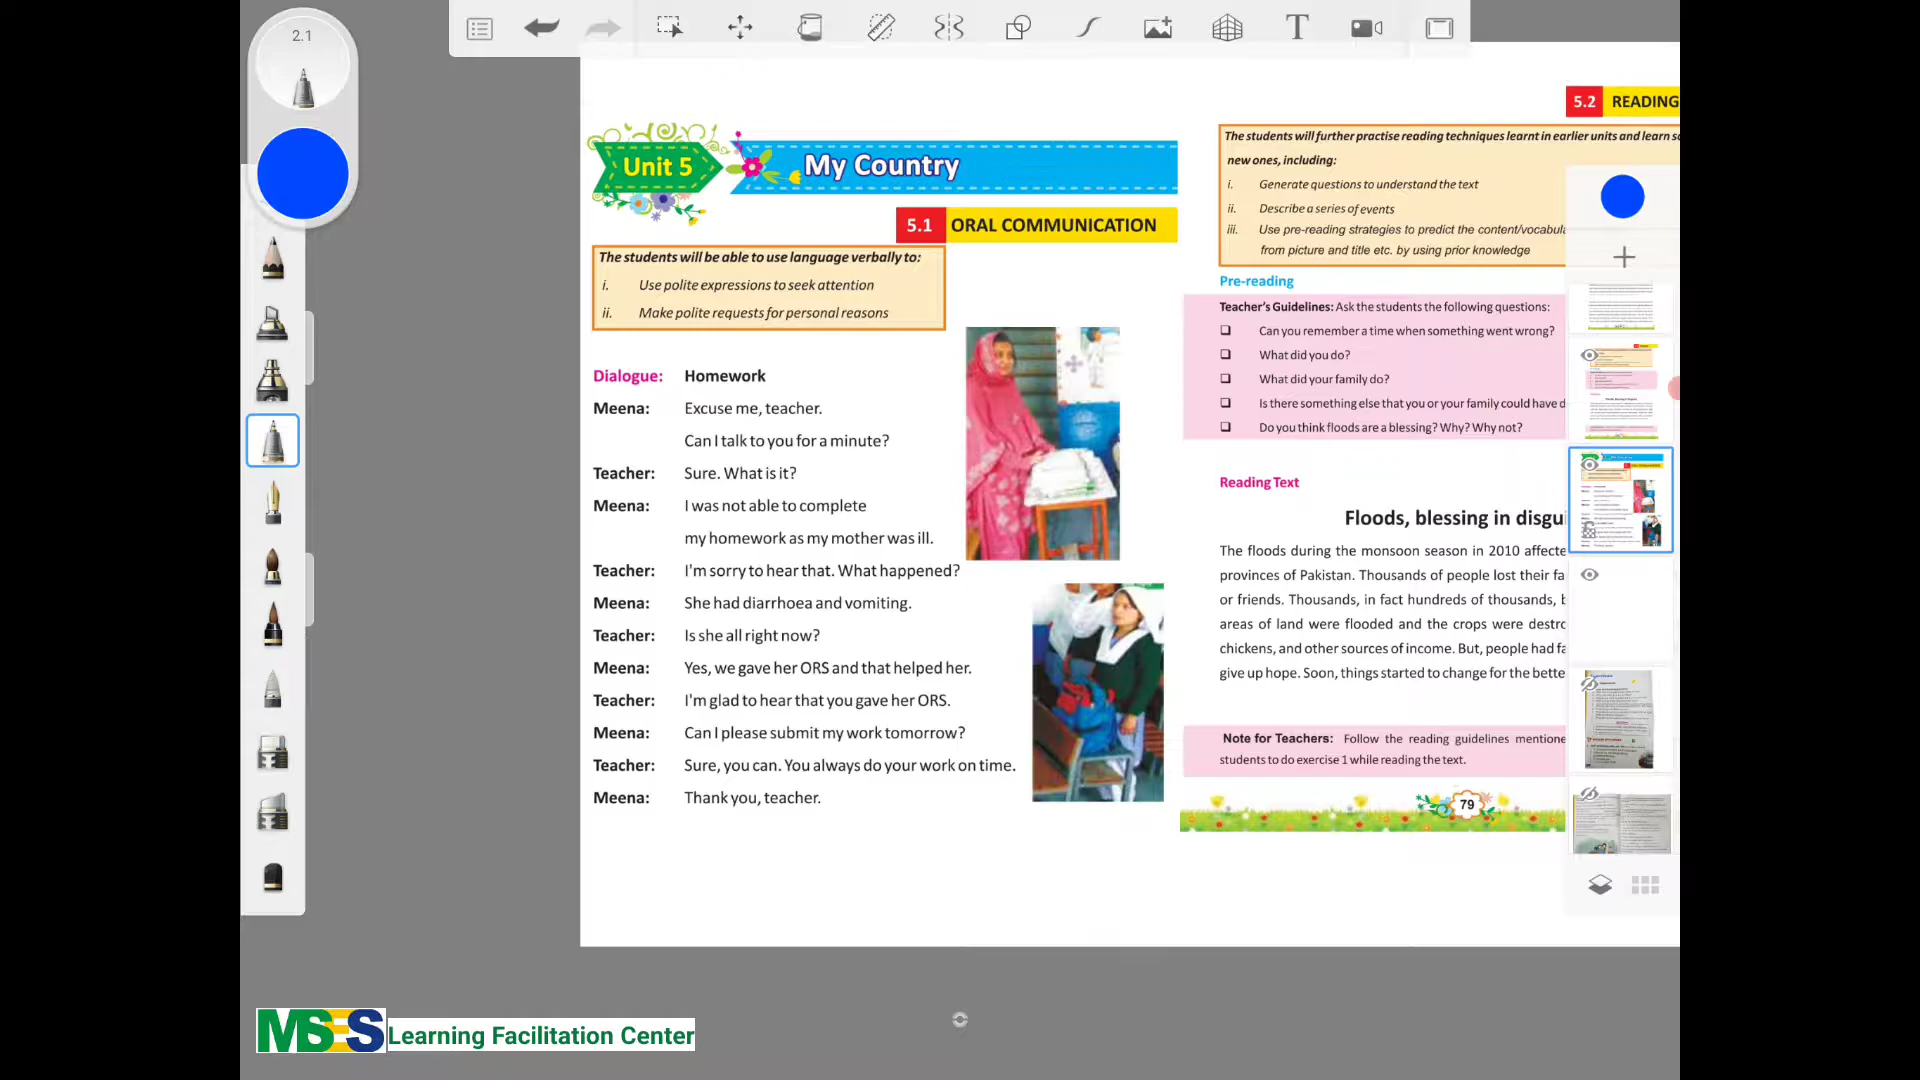 2.1
Unit 5
My Country
5.1 ORAL COMMUNICATION
The students will be able to use language verbally to:
i. Use polite expressions to seek attention
ii. Make polite requests for personal reasons
Dialogue: Homework
Meena: Excuse me, teacher.
Can I talk to you for a minute?
Teacher: Sure. What is it?
Meena: I was not able to complete
my homework as my mother was ill.
Teacher: I'm sorry to hear that. What happened?
Meena: She had diarrhoea and vomiting.
Teacher: Is she all right now?
Meena: Yes, we gave her ORS and that helped her.
Teacher: I'm glad to hear that you gave her ORS.
Meena: Can I please submit my work tomorrow?
Teacher: Sure, you can. You always do your work on time.
Meena: Thank you, teacher.
5.2 READING
The students will further practise reading techniques learnt in earlier units and learn
new ones, including:
i. Generate questions to understand the text
ii. Describe a series of events
iii. Use pre-reading strategies to predict the content/vocabul
from picture and title etc. by using prior knowledge
Pre-reading
Teacher's Guidelines: Ask the students the following questions:
❑ Can you remember a time when something went wrong?
❑ What did you do?
❑ What did your family do?
❑ Is there something else that you or your family could have d
❑ Do you think floods are a blessing? Why? Why not?
Reading Text
Floods, blessing in disgui
The floods during the monsoon season in 2010 affecte
provinces of Pakistan. Thousands of people lost their fa
or friends. Thousands, in fact hundreds of thousands,
areas of land were flooded and the crops were destr
chickens, and other sources of income. But, people had fa
give up hope. Soon, things started to change for the bette
Note for Teachers: Follow the reading guidelines mentione
students to do exercise 1 while reading the text.
79
MSES Learning Facilitation Center